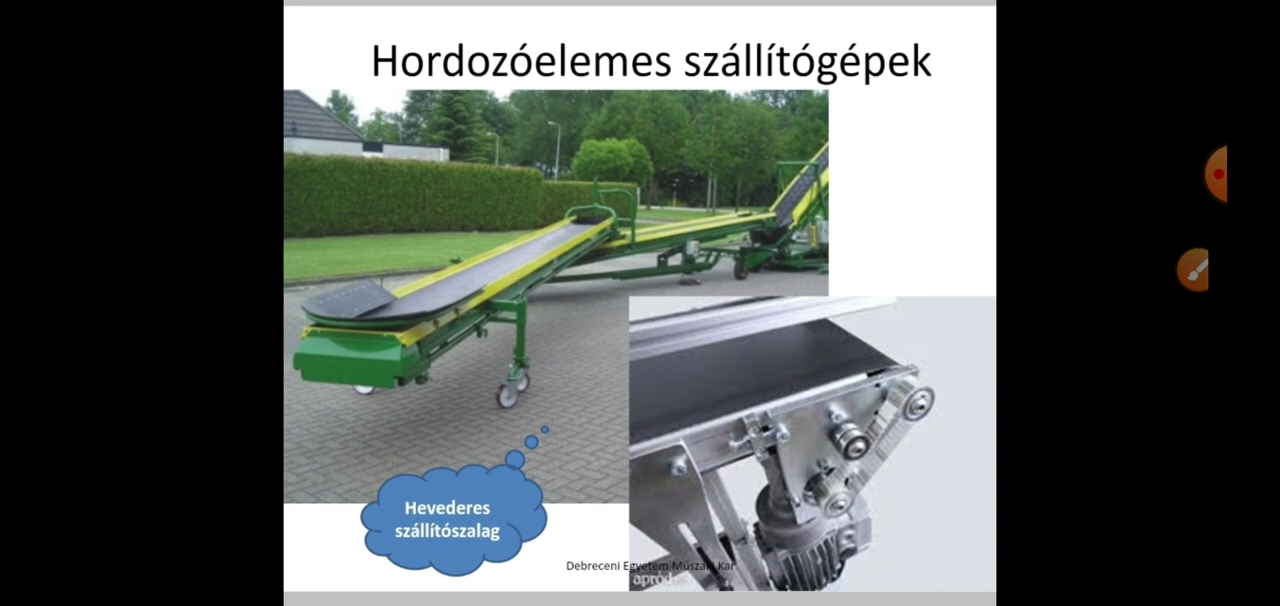 Hordozóelemes szállítógépek
Hevederes
szállítószalag
Debreceni Egyetem Műszaki Kar